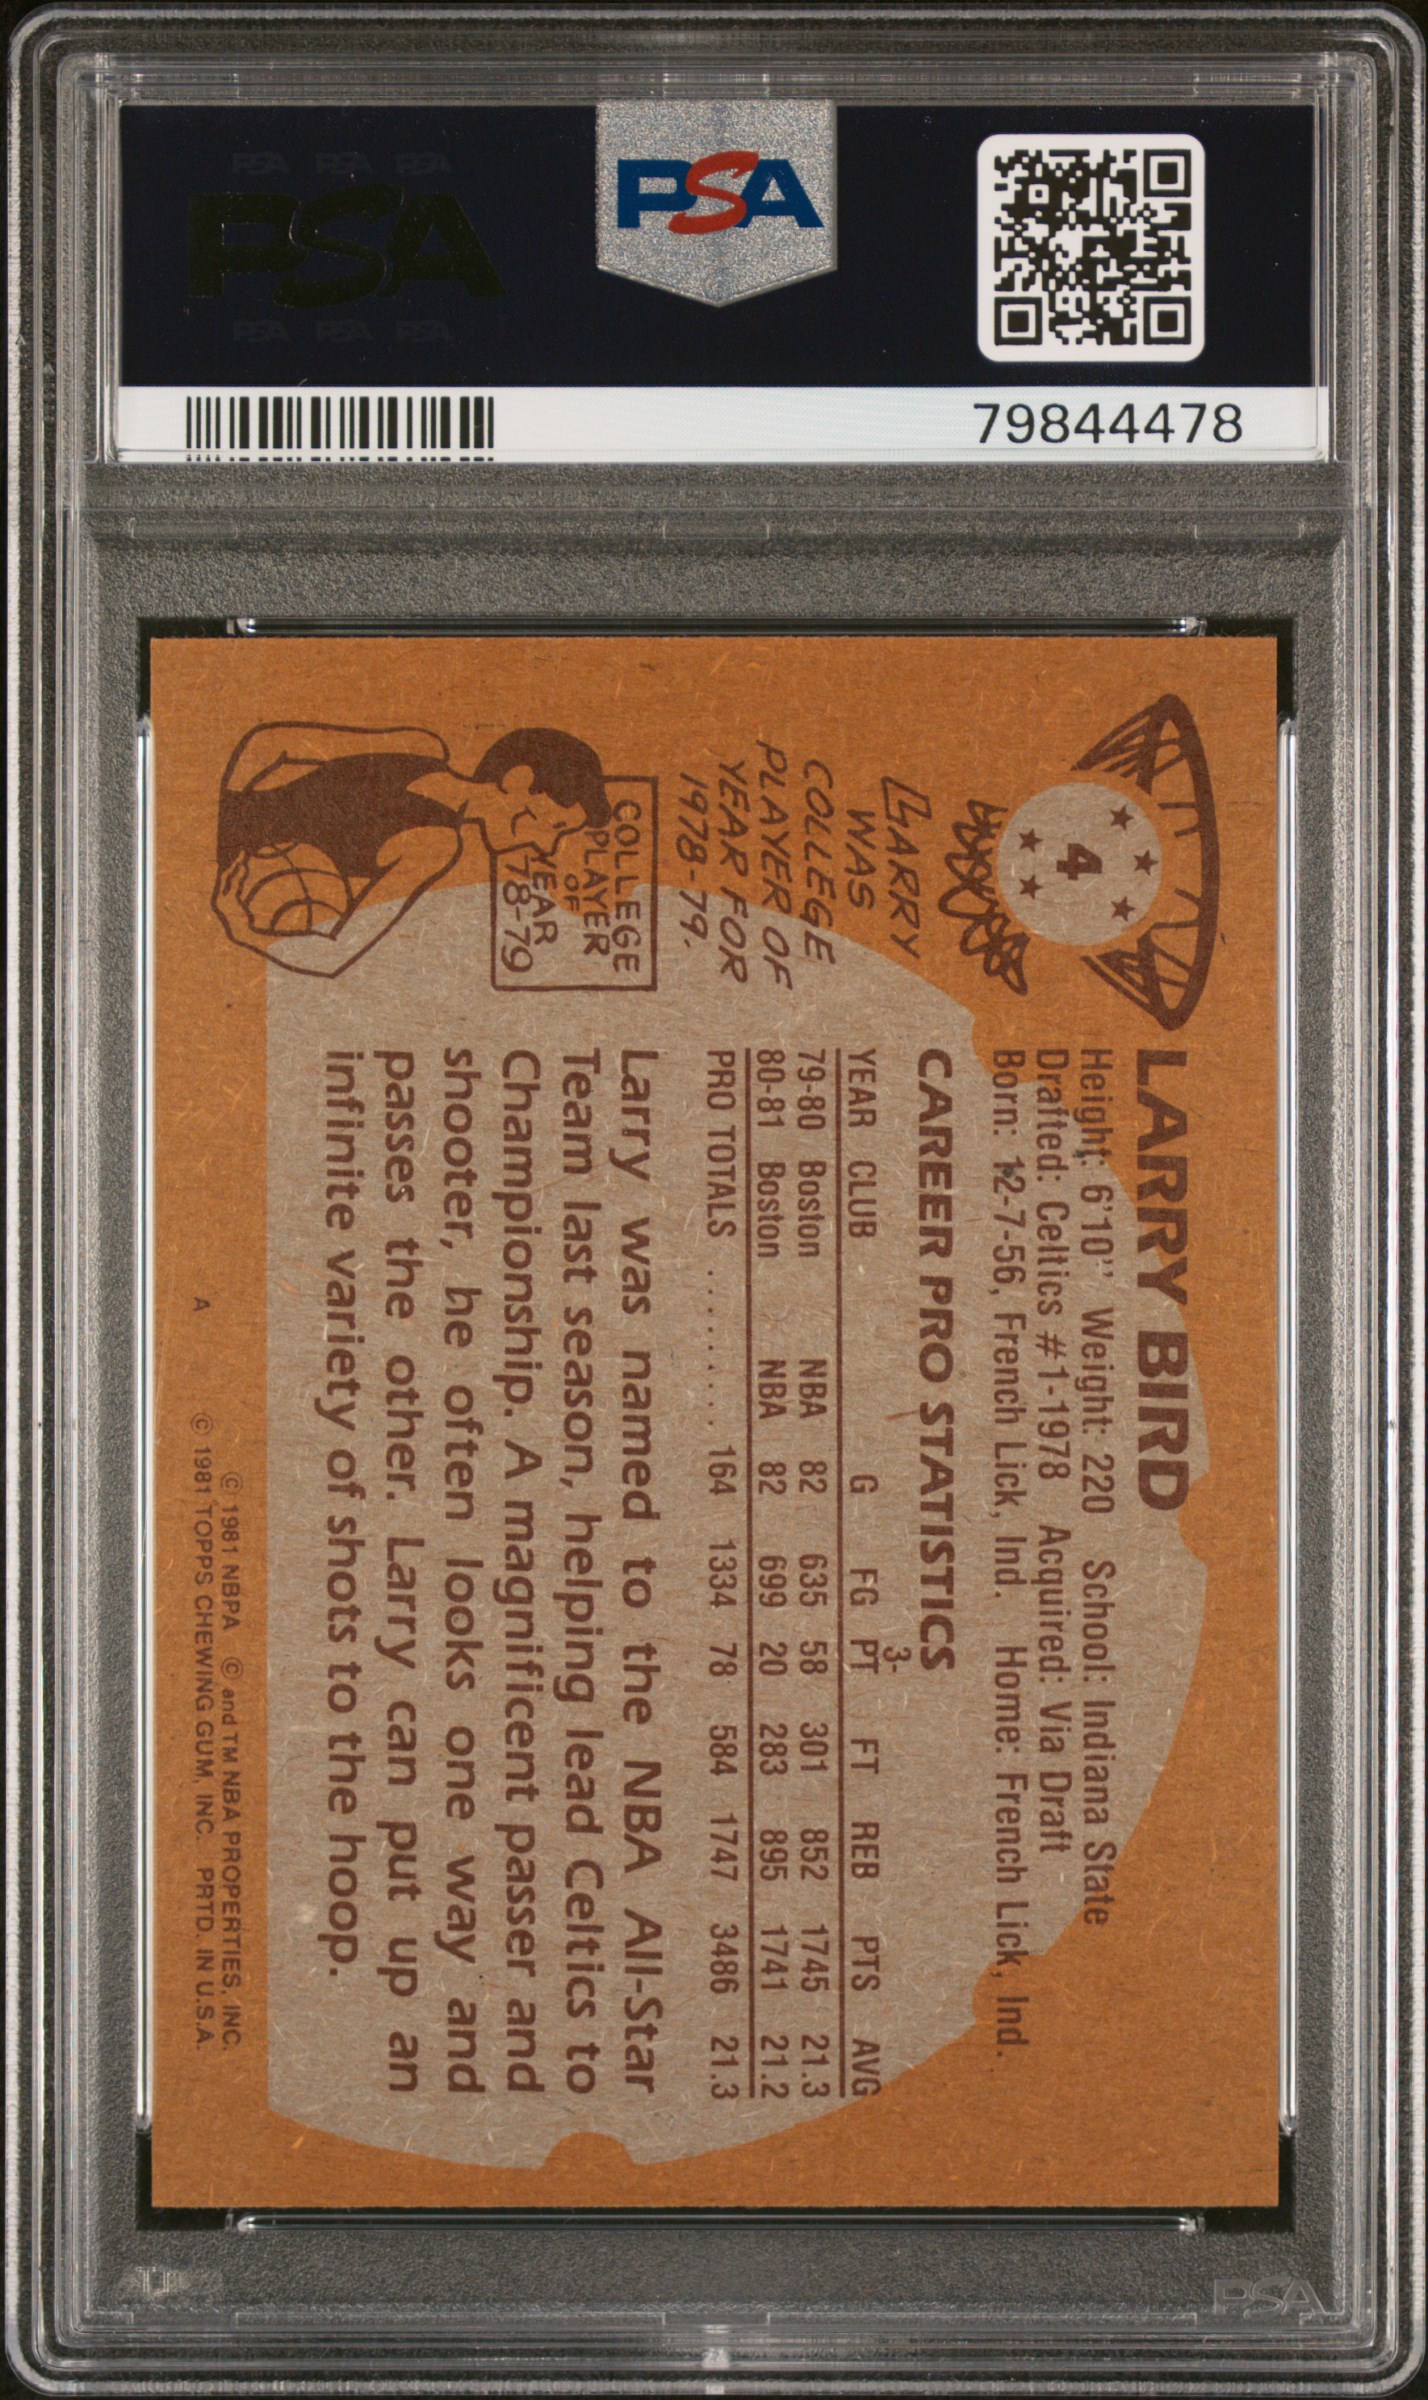 PSA PSA PSA
PSA
PSA PSA PSA
PSA
79844478
4
LARRY
WAS
COLLEGE
PLAYER OF
YEAR FOR
1978-79.
COLLEGE
PLAYER
OF
YEAR
78-79
LARRY BIRD
Height: 6'10" Weight: 220 School: Indiana State
Drafted: Celtics #1-1978 Acquired: Via Draft
Born: 12-7-56, French Lick, Ind. Home: French Lick, Ind.
CAREER PRO STATISTICS
YEAR CLUB G FG 3-PT FT REB PTS AVG
79-80 Boston NBA 82 635 58 301 852 1745 21.3
80-81 Boston NBA 82 699 20 283 895 1741 21.2
PRO TOTALS ........ 164 1334 78 584 1747 3486 21.3
Larry was named to the NBA All-Star
Team last season, helping lead Celtics to
Championship. A magnificent passer and
shooter, he often looks one way and
passes the other. Larry can put up an
infinite variety of shots to the hoop.
© 1981 NBPA © and TM NBA PROPERTIES, INC.
A © 1981 TOPPS CHEWING GUM, INC. PRTD. IN U.S.A.
PSA